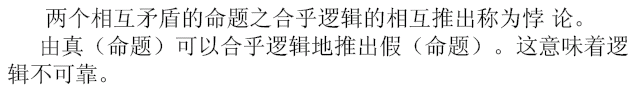 两个相互矛盾的命题之合乎逻辑的相互推出称为悖 论。
由真（命题）可以合乎逻辑地推出假（命题）。这意味着逻
辑不可靠。